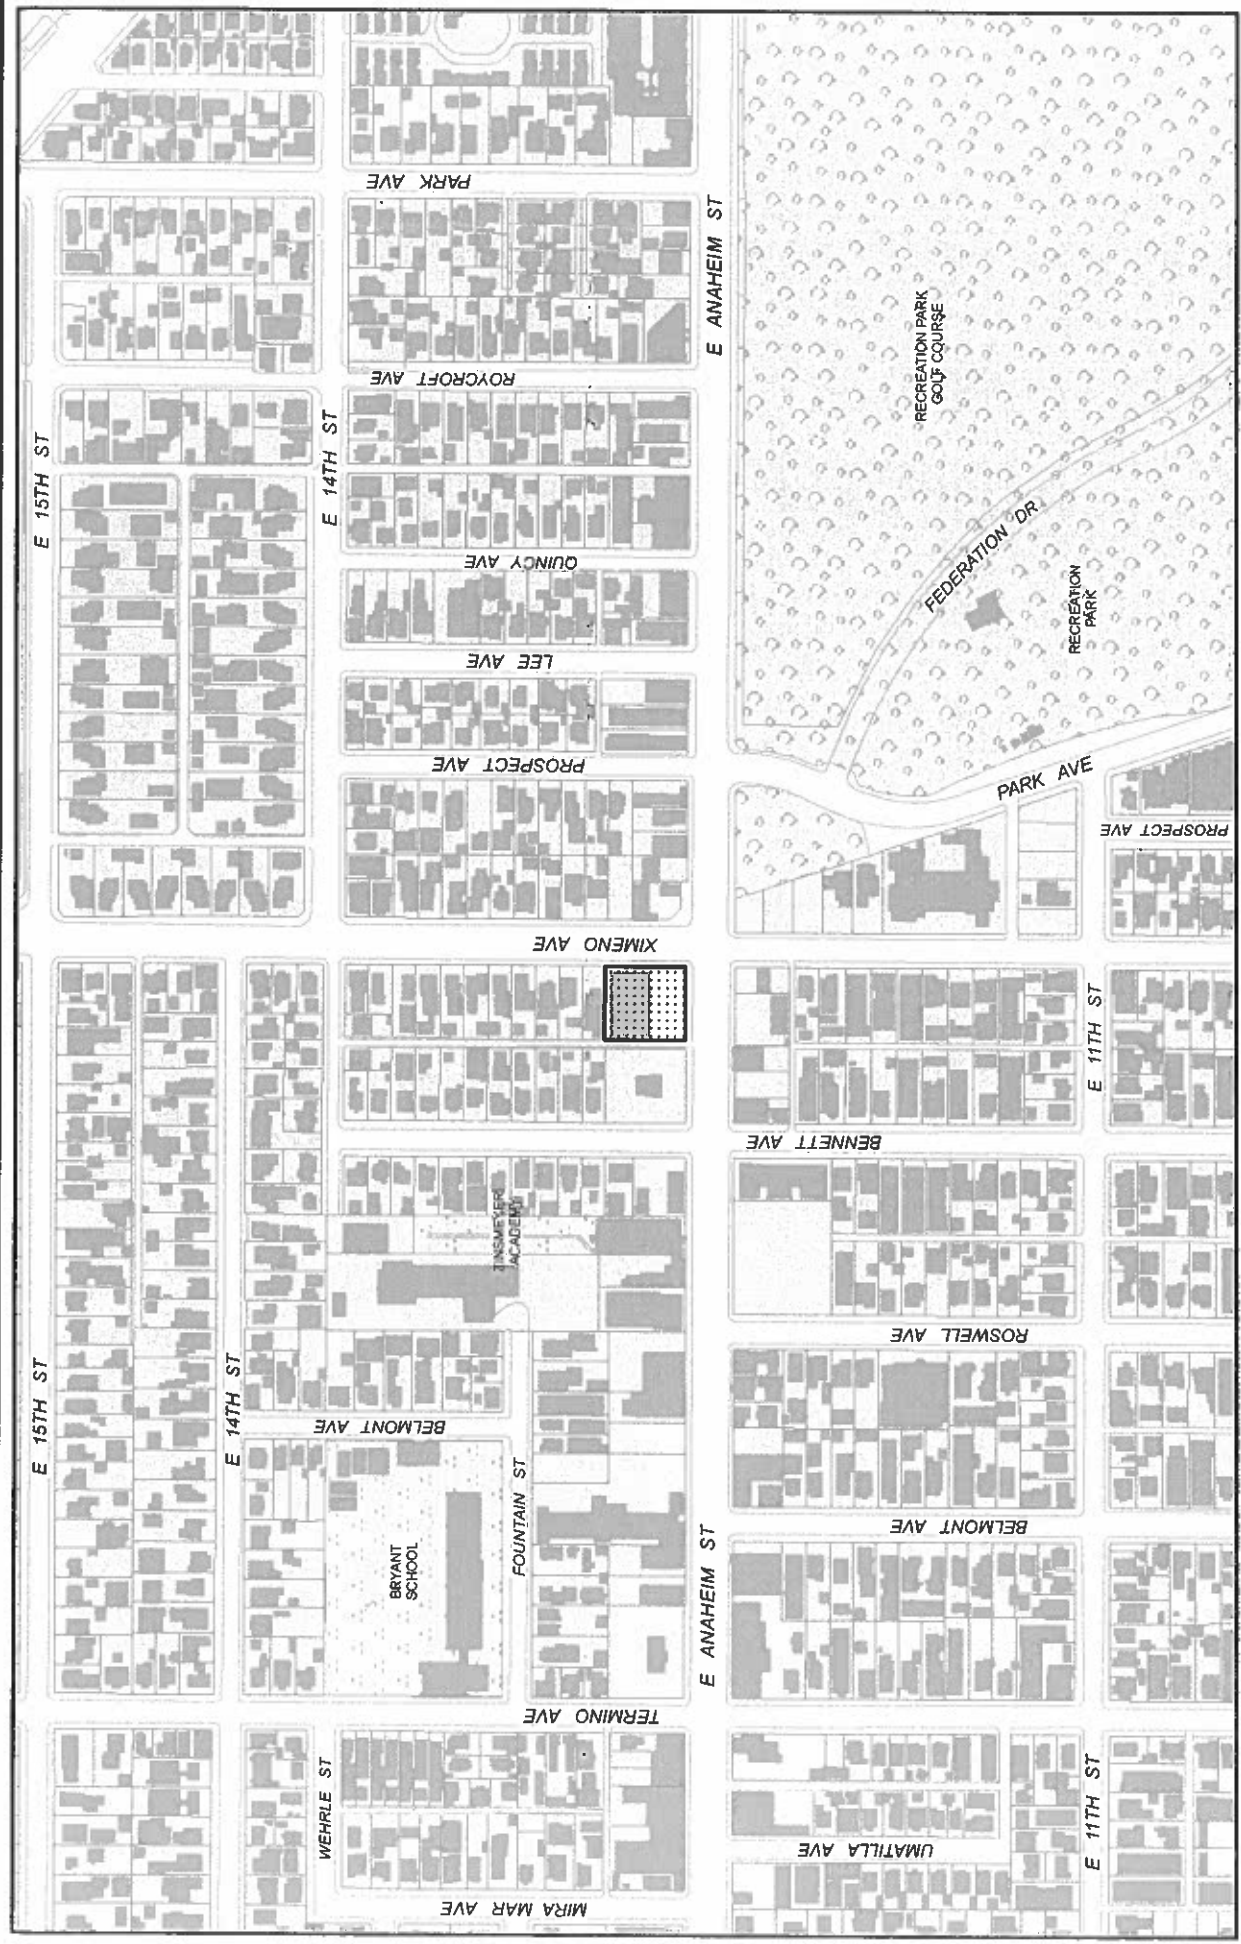 PARK AVE
E ANAHEIM ST
ROYCROFT AVE
E 15TH ST
E 14TH ST
RECREATION PARK
GOLF COURSE
QUINCY AVE
FEDERATION DR
RECREATION
PARK
LEE AVE
PROSPECT AVE
PARK AVE
PROSPECT AVE
XIMENO AVE
E 11TH ST
BENNETT AVE
TINSMEYER
ACADEMY
ROSWELL AVE
E 15TH ST
E 14TH ST
BELMONT AVE
FOUNTAIN ST
BRYANT
SCHOOL
BELMONT AVE
E ANAHEIM ST
TERMINO AVE
WEHRLE ST
E 11TH ST
UMATILLA AVE
MIRA MAR AVE